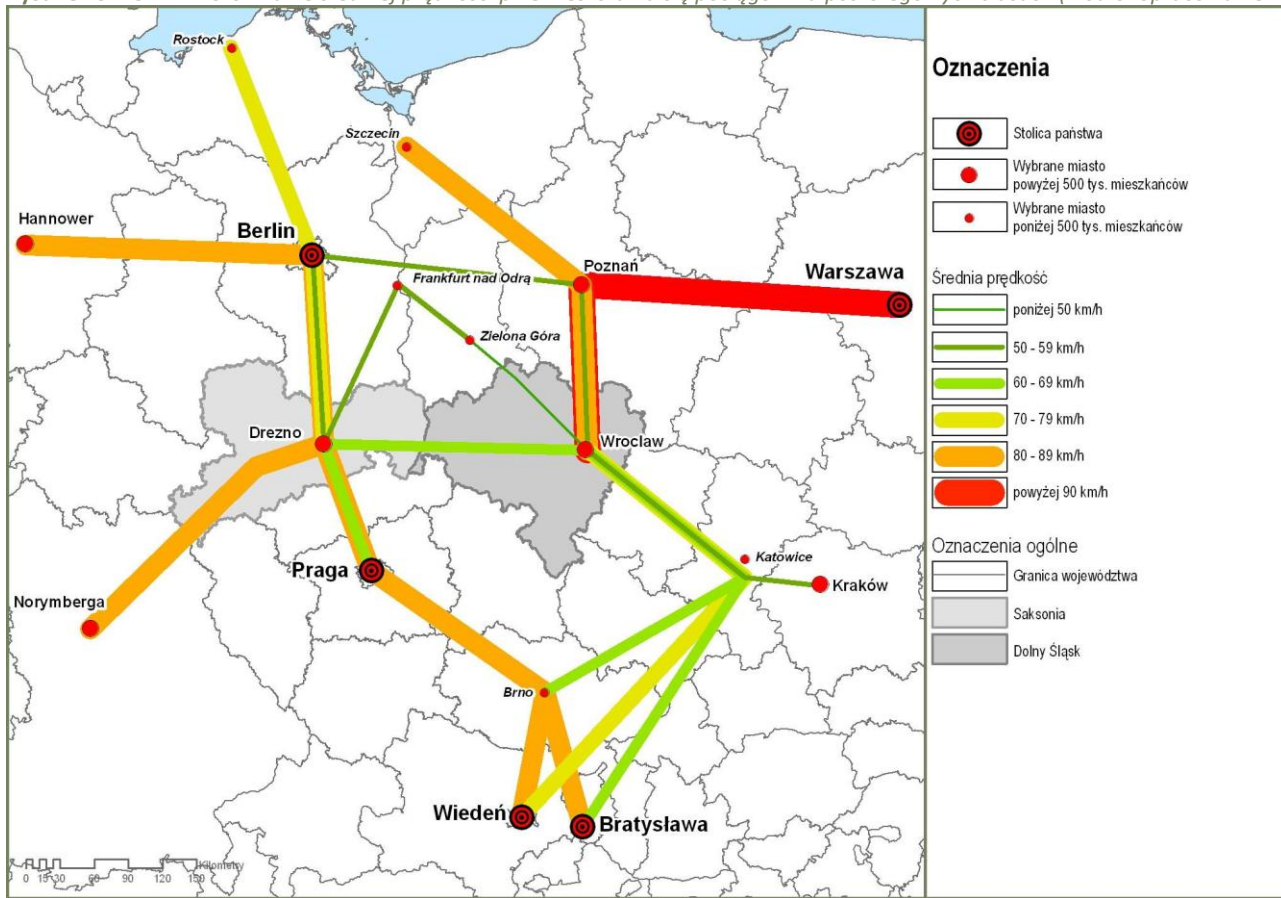 Rostock
Szczecin
Hannower
Berlin
Poznań
Warszawa
Frankfurt nad Odrą
Zielona Góra
Drezno
Wroclaw
Praga
Katowice
Kraków
Norymberga
Brno
Wiedeń
Bratysława
Kilometry
0 15 30 60 90 120 150
Oznaczenia
Stolica państwa
Wybrane miasto
powyżej 500 tys. mieszkańców
Wybrane miasto
poniżej 500 tys. mieszkańców
Średnia prędkość
poniżej 50 km/h
50 - 59 km/h
60 - 69 km/h
70 - 79 km/h
80 - 89 km/h
powyżej 90 km/h
Oznaczenia ogólne
Granica województwa
Saksonia
Dolny Śląsk